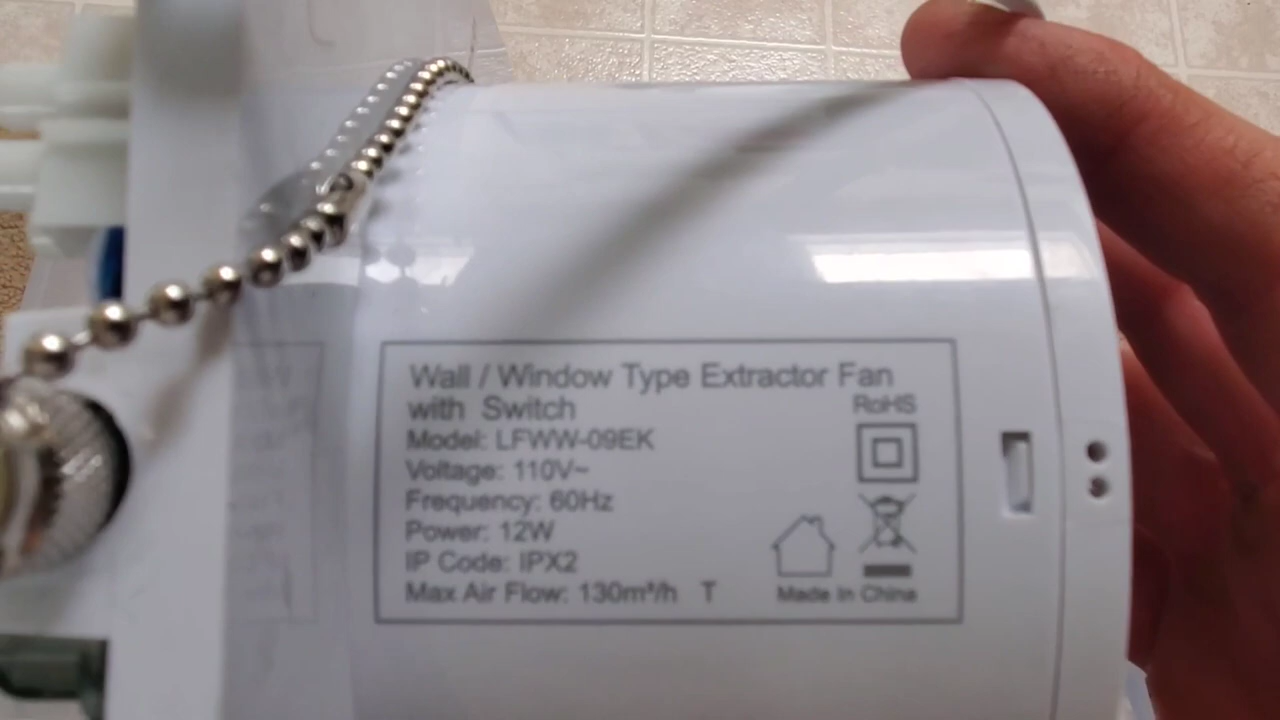 Wall / Window Type Extractor Fan
with Switch
RoHS
Model: LFWW-09EK
Voltage: 110V~
Frequency: 60Hz
Power: 12W
IP Code: IPX2
Max Air Flow: 130m³/h T
Made In China